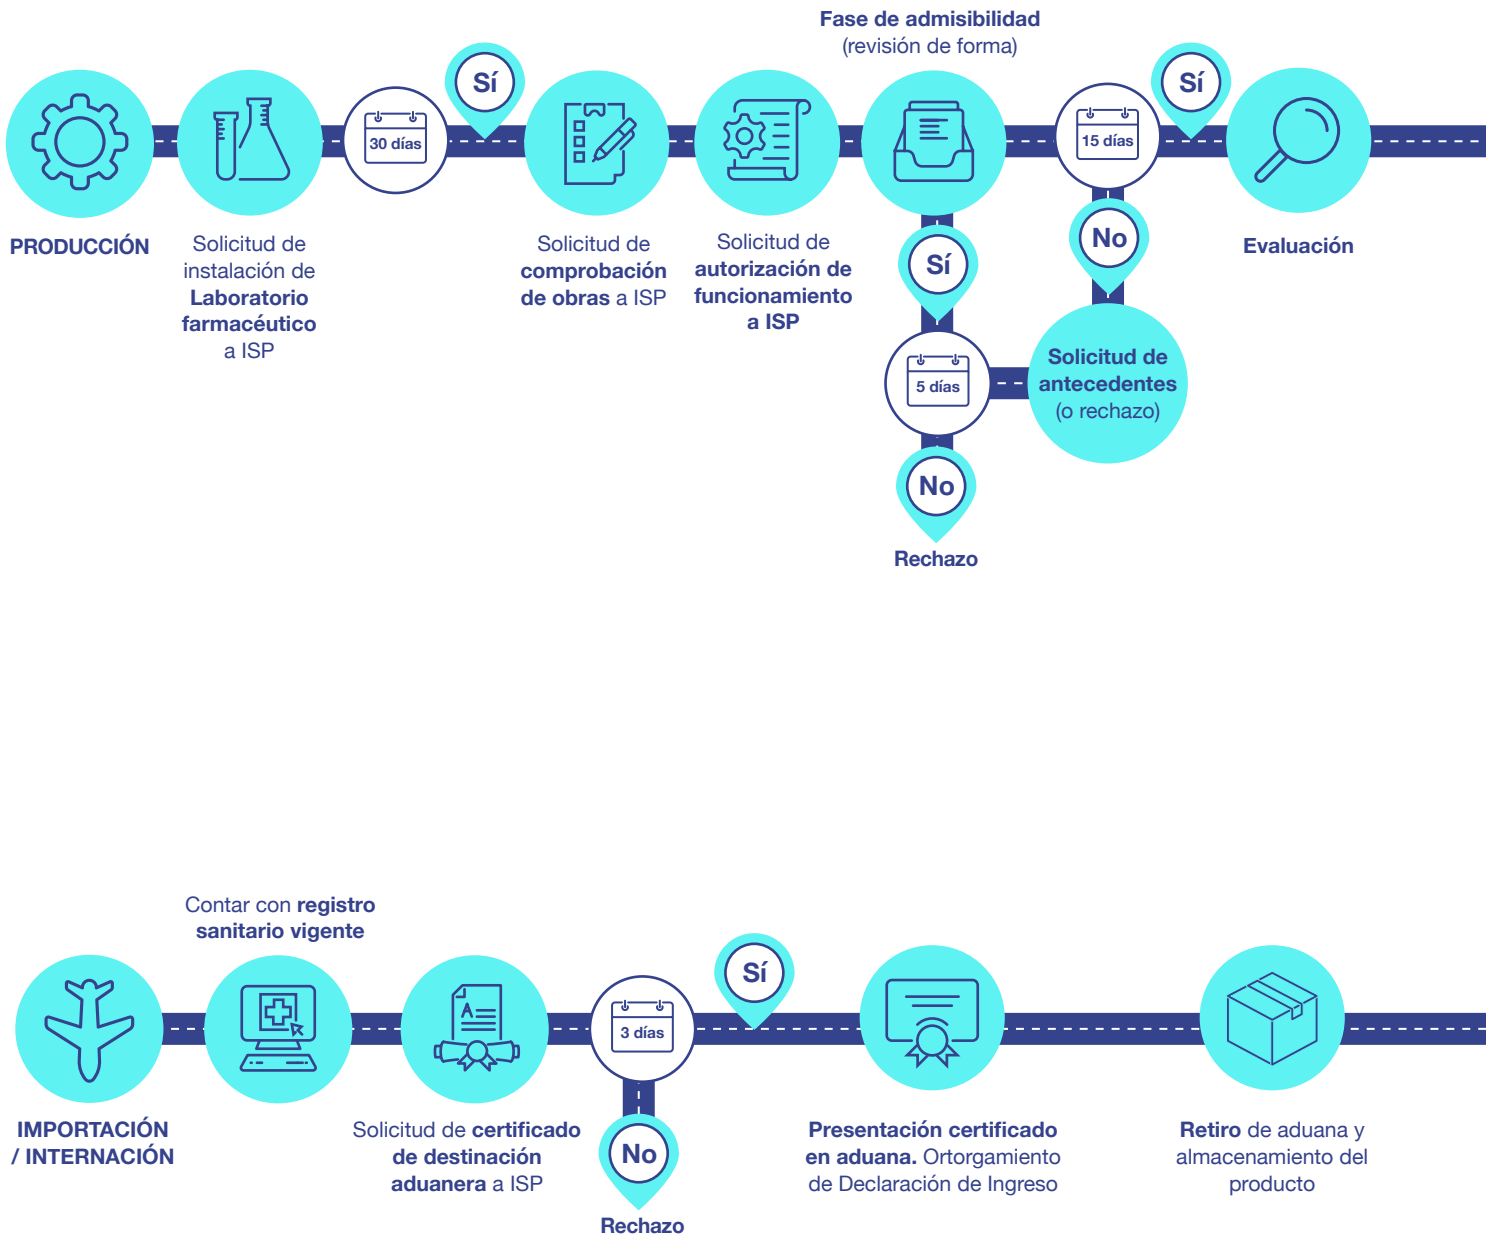 Fase de admisibilidad
(revisión de forma)
Sí
Sí
30 días
15 días
PRODUCCIÓN
Solicitud de
instalación de
Laboratorio
farmacéutico
a ISP
Solicitud de
comprobación
de obras a ISP
Solicitud de
autorización de
funcionamiento
a ISP
Sí
No
Evaluación
5 días
Solicitud de
antecedentes
(o rechazo)
No
Rechazo
Contar con registro
sanitario vigente
A
Sí
3 días
IMPORTACIÓN
/ INTERNACIÓN
Solicitud de certificado
de destinación
aduanera a ISP
No
Rechazo
Presentación certificado
en aduana. Ortorgamiento
de Declaración de Ingreso
Retiro de aduana y
almacenamiento del
producto